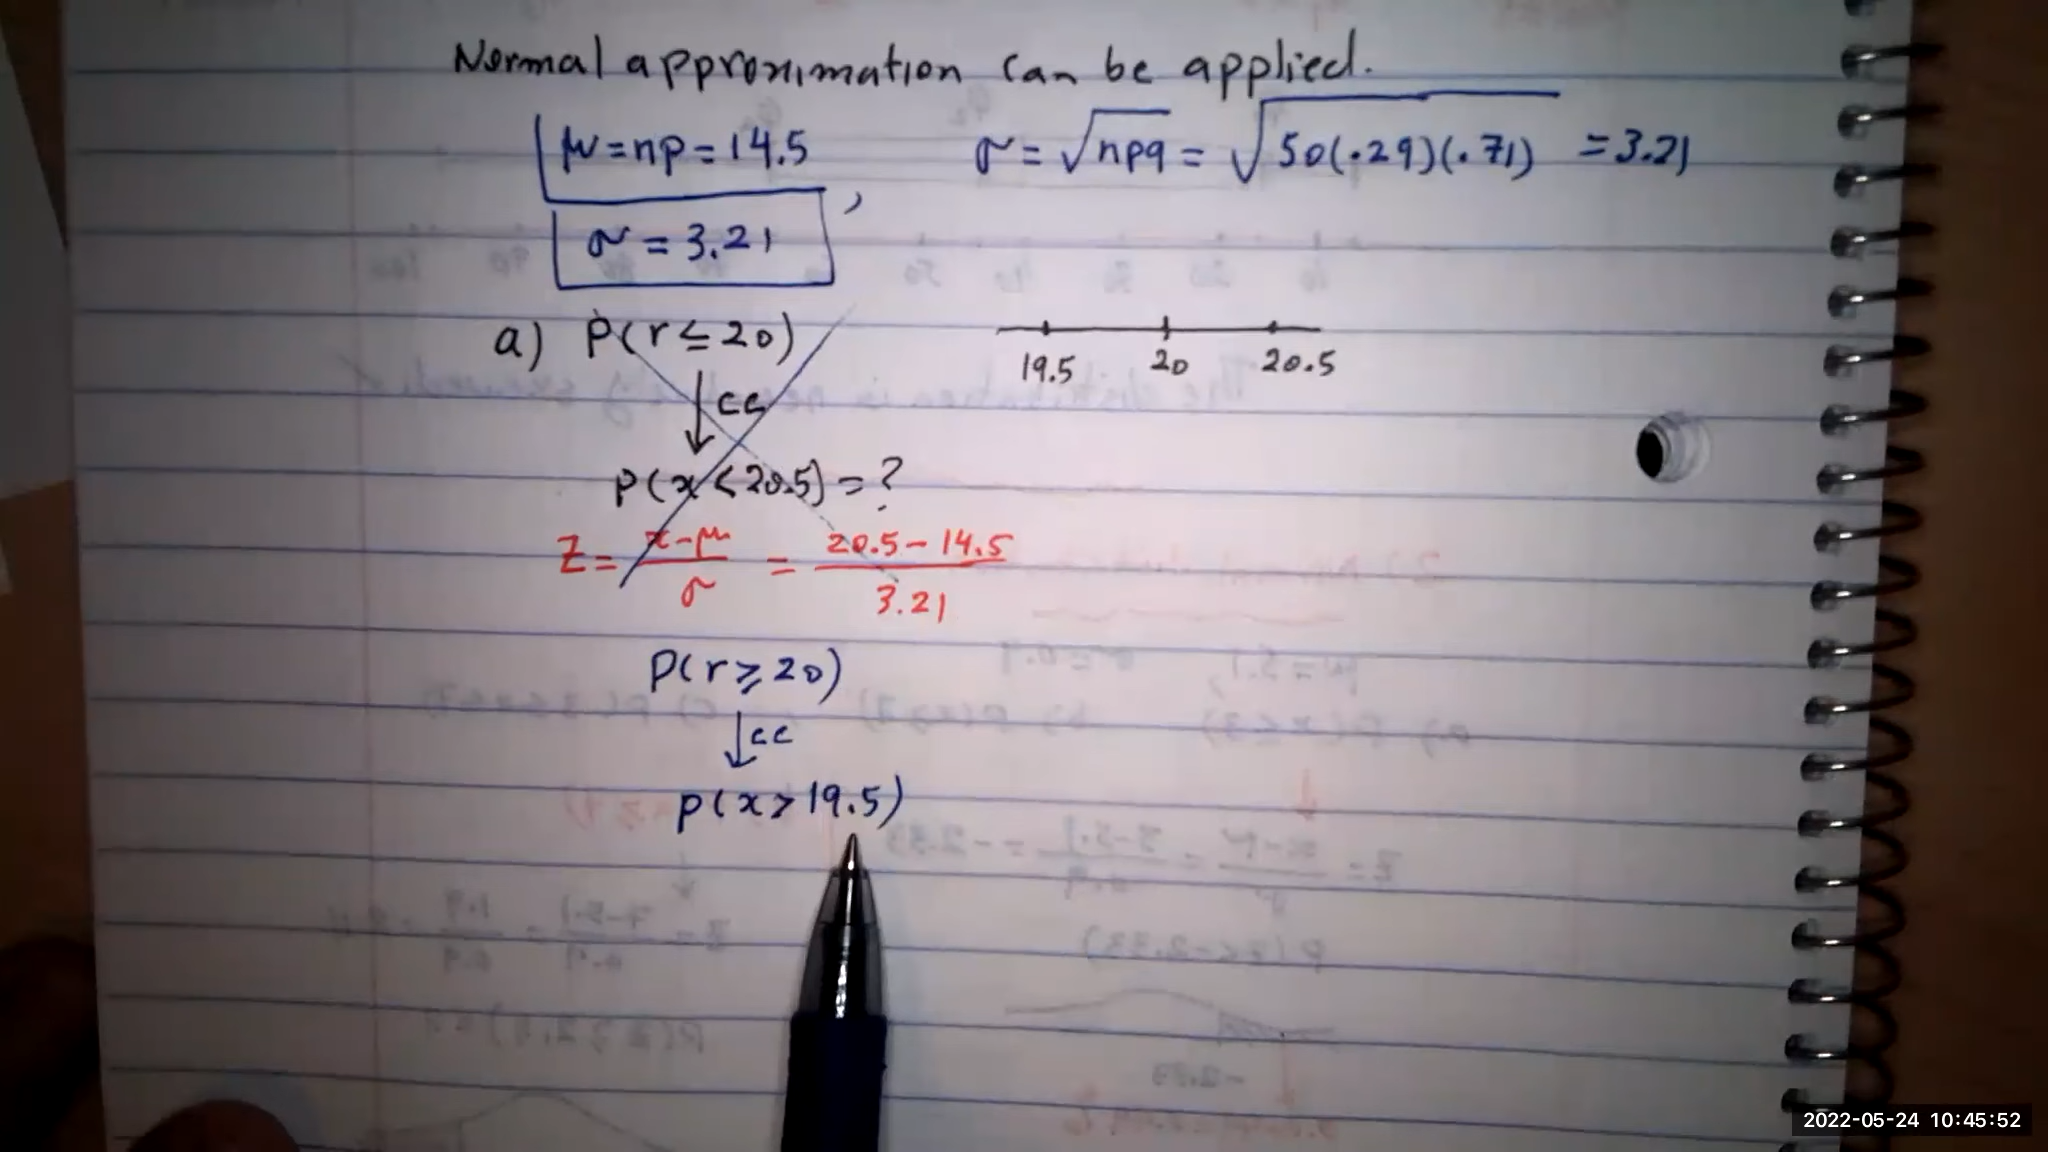 Normal approximation can be applied.
μ = np = 14.5 , σ = √npq = √50(.29)(.71) = 3.21
σ = 3.21
a) P(r ≤ 20)
19.5 20 20.5
↓ cc
P(x < 20.5) = ?
Z = x-μ/σ = 20.5 - 14.5/3.21
P(r ≥ 20)
↓ cc
P(x > 19.5)
2022-05-24 10:45:52